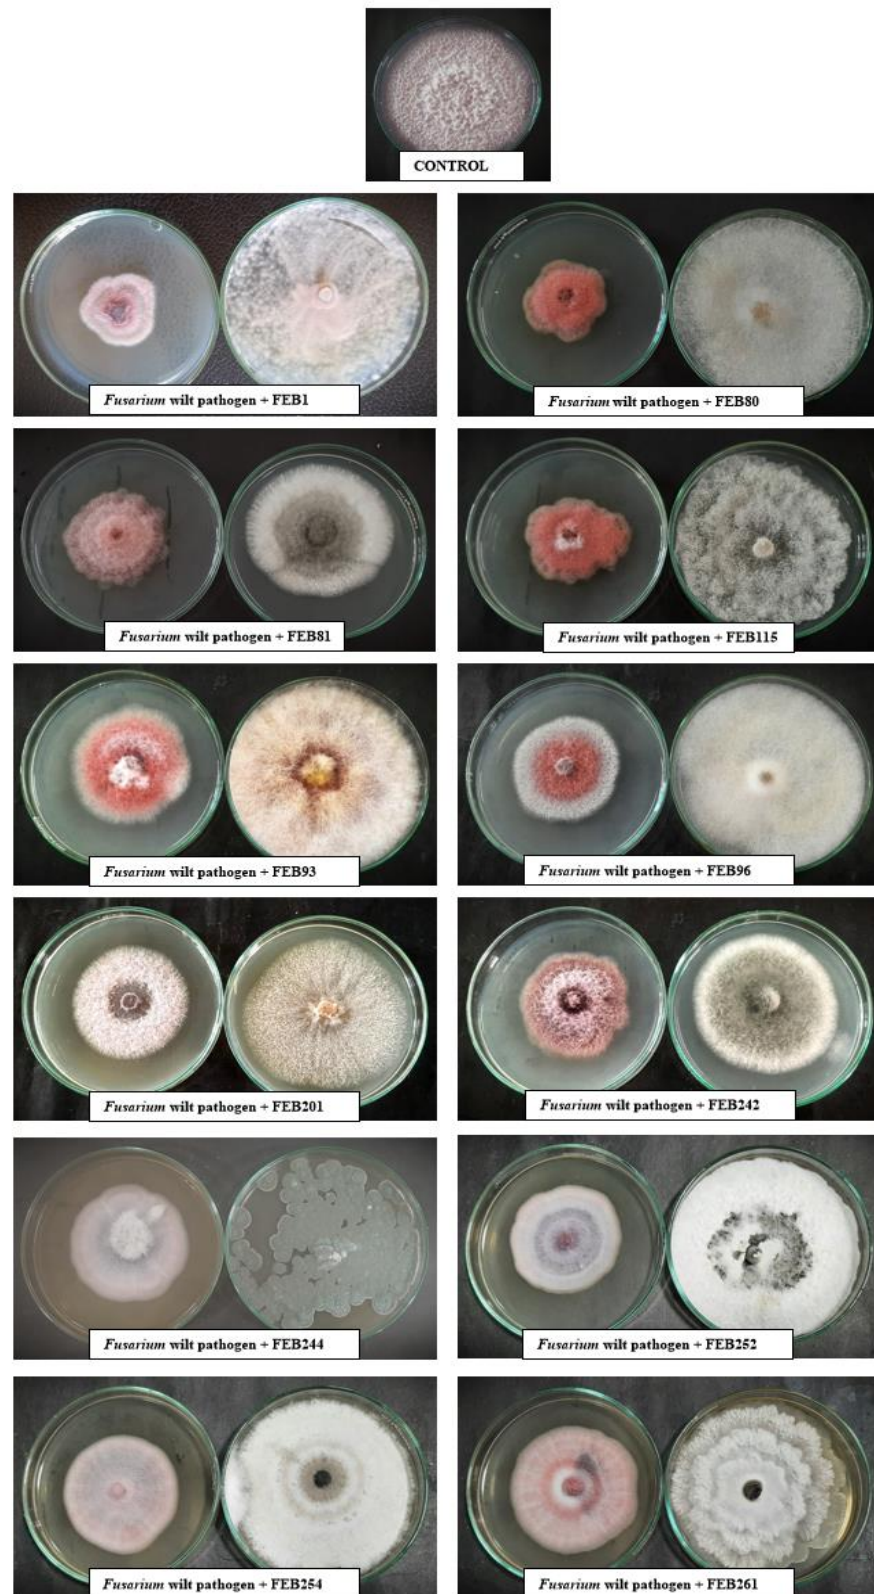 CONTROL
Fusarium wilt pathogen + FEB1
Fusarium wilt pathogen + FEB80
Fusarium wilt pathogen + FEB81
Fusarium wilt pathogen + FEB115
Fusarium wilt pathogen + FEB93
Fusarium wilt pathogen + FEB96
Fusarium wilt pathogen + FEB201
Fusarium wilt pathogen + FEB242
Fusarium wilt pathogen + FEB244
Fusarium wilt pathogen + FEB252
Fusarium wilt pathogen + FEB254
Fusarium wilt pathogen + FEB261